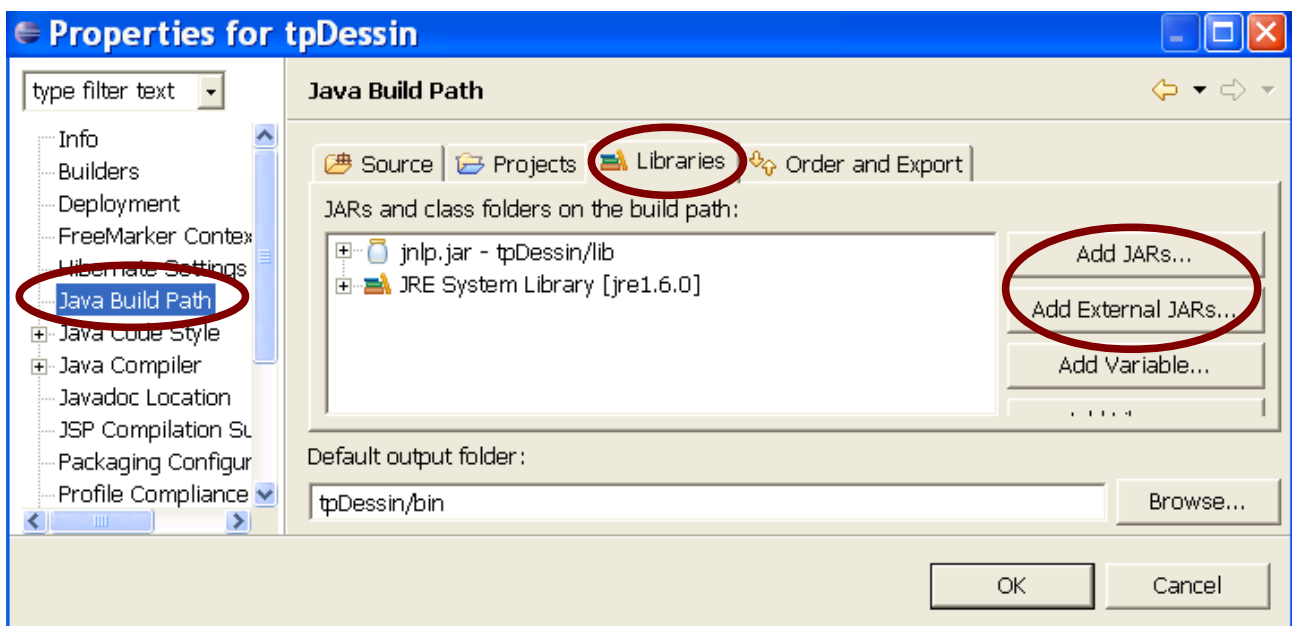 Properties for tpDessin
type filter text
Java Build Path
Info
Builders
Deployment
FreeMarker Contex
Hibernate Settings
Java Build Path
Java Code Style
Java Compiler
Javadoc Location
JSP Compilation Su
Packaging Configur
Profile Compliance
Source Projects Libraries Order and Export
JARs and class folders on the build path:
jnlp.jar - tpDessin/lib
JRE System Library [jre1.6.0]
Add JARs...
Add External JARs...
Add Variable...
Default output folder:
tpDessin/bin
Browse...
OK Cancel